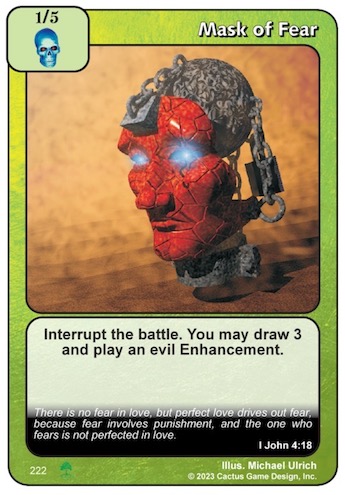 1/5
Mask of Fear
Interrupt the battle. You may draw 3
and play an evil Enhancement.
There is no fear in love, but perfect love drives out fear,
because fear involves punishment, and the one who
fears is not perfected in love.
I John 4:18
Illus. Michael Ulrich
222
© 2023 Cactus Game Design, Inc.